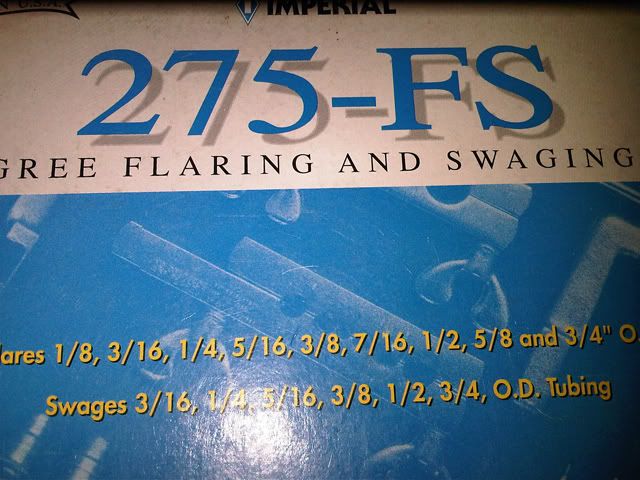 N U.S.A.
IMPERIAL
275-FS
GREE FLARING AND SWAGING
lares 1/8, 3/16, 1/4, 5/16, 3/8, 7/16, 1/2, 5/8 and 3/4" O.
Swages 3/16, 1/4, 5/16, 3/8, 1/2, 3/4, O.D. Tubing